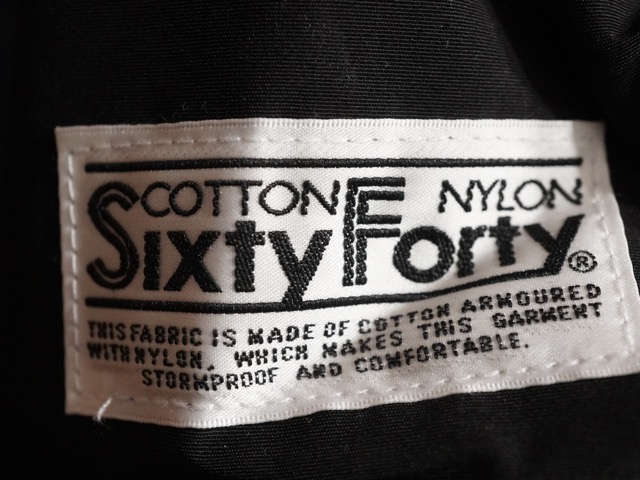 COTTON NYLON
SixtyForty®
THIS FABRIC IS MADE OF COTTON ARMOURED
WITH NYLON, WHICH MAKES THIS GARMENT
STORMPROOF AND COMFORTABLE.